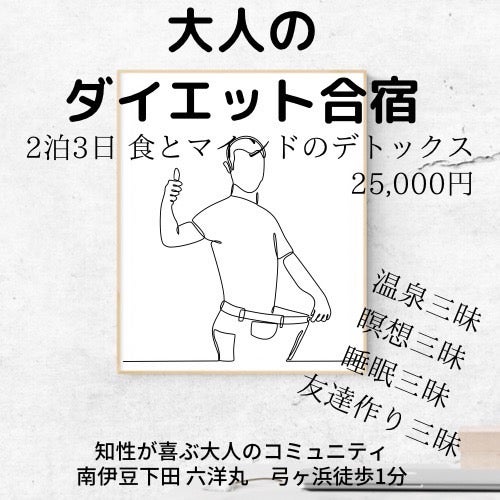 大人の
ダイエット合宿
2泊3日 食とマインドのデトックス
25,000円
温泉三昧
瞑想三昧
睡眠三昧
友達作り三昧
知性が喜ぶ大人のコミュニティ
南伊豆下田 六洋丸　弓ヶ浜徒歩1分